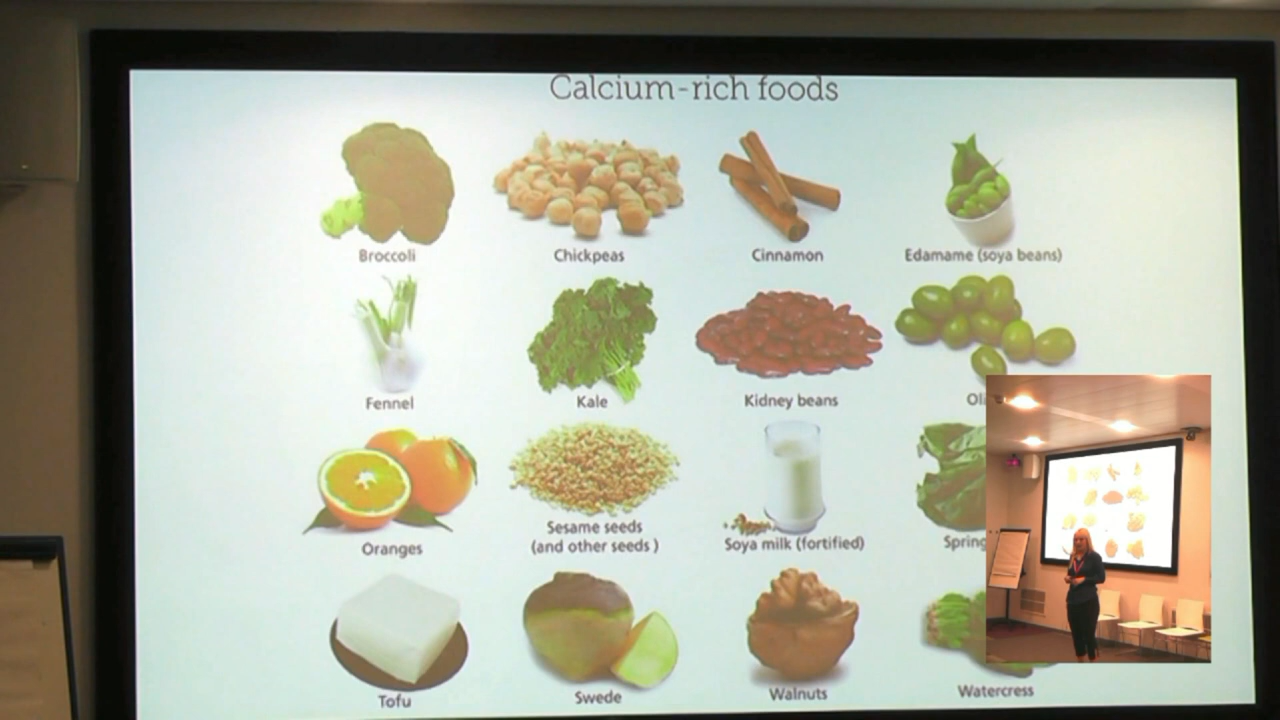 Calcium-rich foods
Broccoli
Chickpeas
Cinnamon
Edamame (soya beans)
Fennel
Kale
Kidney beans
Oranges
Sesame seeds
(and other seeds )
Soya milk (fortified)
Spring
Tofu
Swede
Walnuts
Watercress